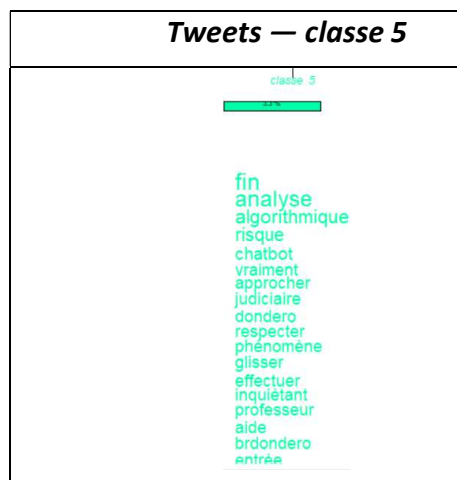 Tweets — classe 5
classe 5
fin
analyse
algorithmique
risque
chatbot
vraiment
approcher
judiciaire
dondero
respecter
phénomène
glisser
effectuer
inquiétant
professeur
aide
brdondero
entrée